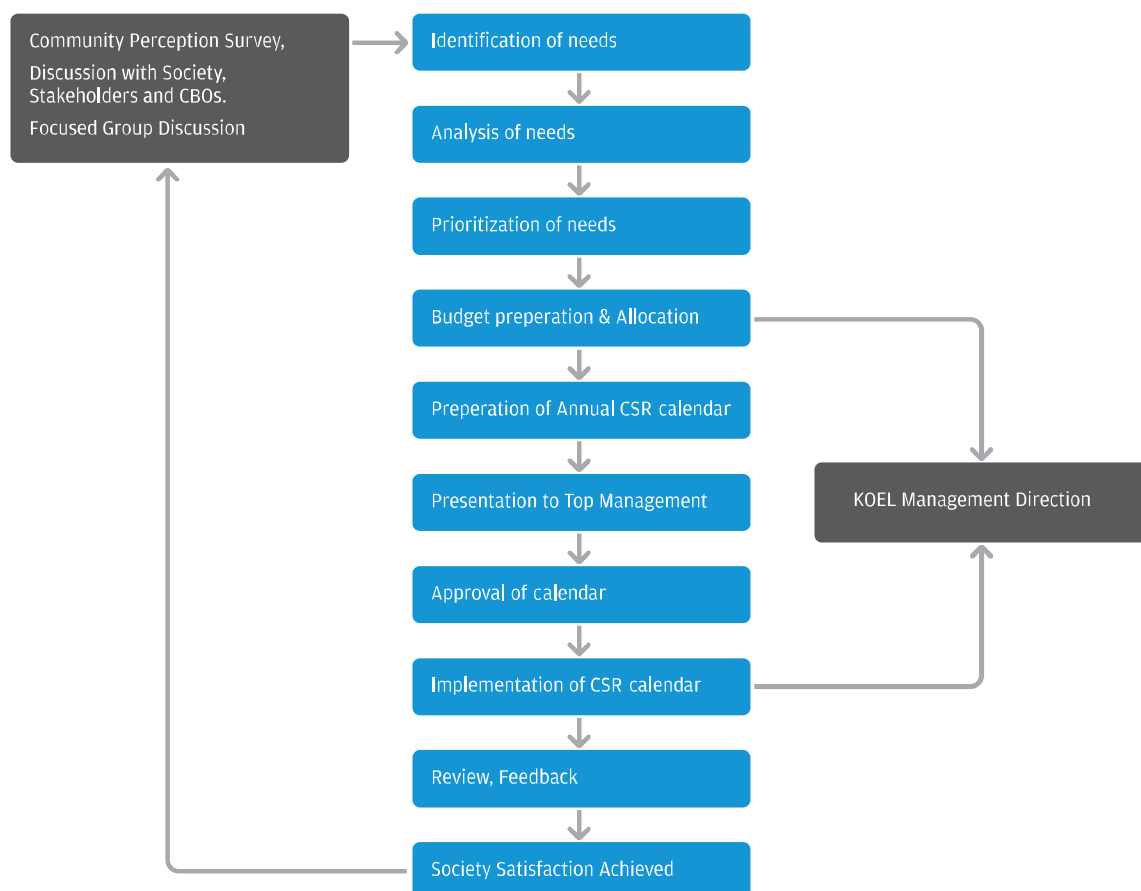 Community Perception Survey,
Discussion with Society,
Stakeholders and CBOs.
Focused Group Discussion
Identification of needs
Analysis of needs
Prioritization of needs
Budget preperation & Allocation
Preperation of Annual CSR calendar
Presentation to Top Management
KOEL Management Direction
Approval of calendar
Implementation of CSR calendar
Review, Feedback
Society Satisfaction Achieved